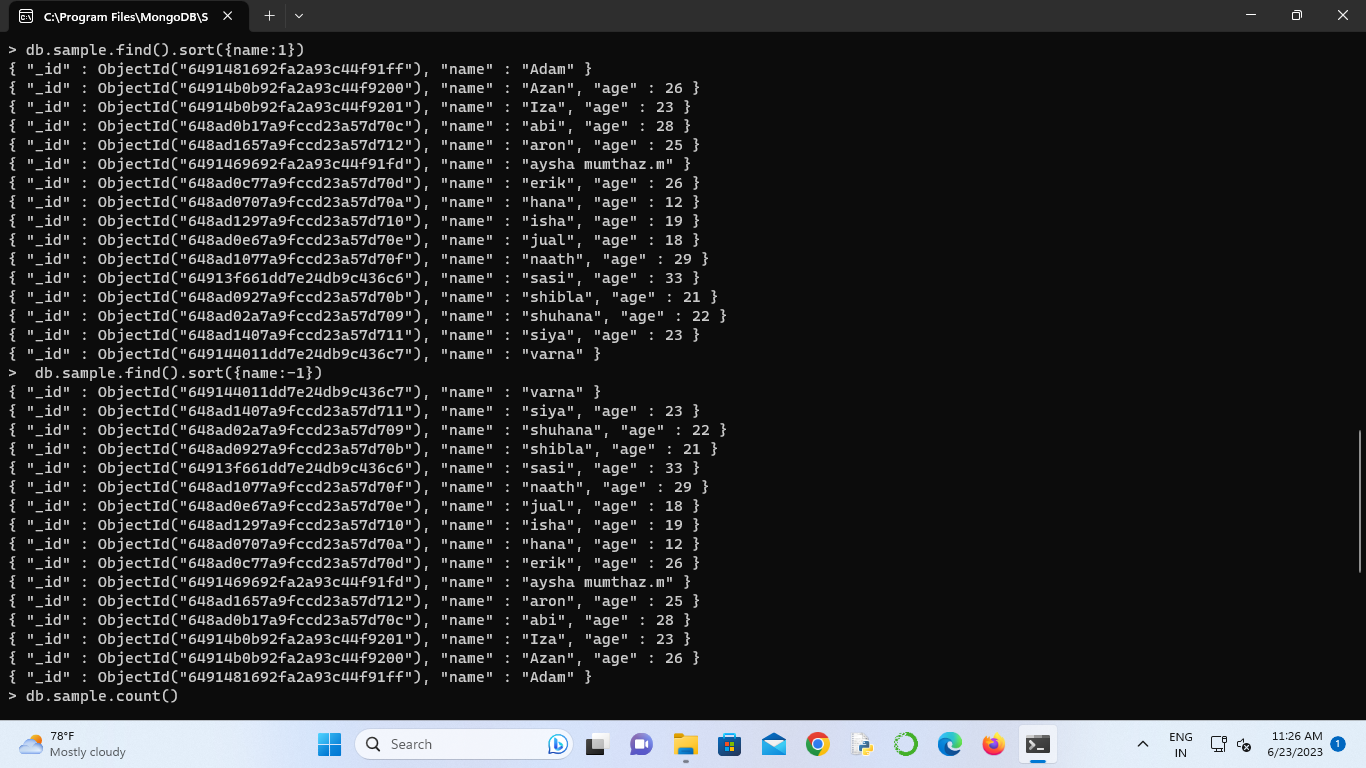 C:\Program Files\MongoDB\S
> db.sample.find().sort({name:1})
{ "_id" : ObjectId("6491481692fa2a93c44f91ff"), "name" : "Adam" }
{ "_id" : ObjectId("64914b0b92fa2a93c44f9200"), "name" : "Azan", "age" : 26 }
{ "_id" : ObjectId("64914b0b92fa2a93c44f9201"), "name" : "Iza", "age" : 23 }
{ "_id" : ObjectId("648ad0b17a9fccd23a57d70c"), "name" : "abi", "age" : 28 }
{ "_id" : ObjectId("648ad1657a9fccd23a57d712"), "name" : "aron", "age" : 25 }
{ "_id" : ObjectId("6491469692fa2a93c44f91fd"), "name" : "aysha mumthaz.m" }
{ "_id" : ObjectId("648ad0c77a9fccd23a57d70d"), "name" : "erik", "age" : 26 }
{ "_id" : ObjectId("648ad0707a9fccd23a57d70a"), "name" : "hana", "age" : 12 }
{ "_id" : ObjectId("648ad1297a9fccd23a57d710"), "name" : "isha", "age" : 19 }
{ "_id" : ObjectId("648ad0e67a9fccd23a57d70e"), "name" : "jual", "age" : 18 }
{ "_id" : ObjectId("648ad1077a9fccd23a57d70f"), "name" : "naath", "age" : 29 }
{ "_id" : ObjectId("64913f661dd7e24db9c436c6"), "name" : "sasi", "age" : 33 }
{ "_id" : ObjectId("648ad0927a9fccd23a57d70b"), "name" : "shibla", "age" : 21 }
{ "_id" : ObjectId("648ad02a7a9fccd23a57d709"), "name" : "shuhana", "age" : 22 }
{ "_id" : ObjectId("648ad1407a9fccd23a57d711"), "name" : "siya", "age" : 23 }
{ "_id" : ObjectId("649144011dd7e24db9c436c7"), "name" : "varna" }
>  db.sample.find().sort({name:-1})
{ "_id" : ObjectId("649144011dd7e24db9c436c7"), "name" : "varna" }
{ "_id" : ObjectId("648ad1407a9fccd23a57d711"), "name" : "siya", "age" : 23 }
{ "_id" : ObjectId("648ad02a7a9fccd23a57d709"), "name" : "shuhana", "age" : 22 }
{ "_id" : ObjectId("648ad0927a9fccd23a57d70b"), "name" : "shibla", "age" : 21 }
{ "_id" : ObjectId("64913f661dd7e24db9c436c6"), "name" : "sasi", "age" : 33 }
{ "_id" : ObjectId("648ad1077a9fccd23a57d70f"), "name" : "naath", "age" : 29 }
{ "_id" : ObjectId("648ad0e67a9fccd23a57d70e"), "name" : "jual", "age" : 18 }
{ "_id" : ObjectId("648ad1297a9fccd23a57d710"), "name" : "isha", "age" : 19 }
{ "_id" : ObjectId("648ad0707a9fccd23a57d70a"), "name" : "hana", "age" : 12 }
{ "_id" : ObjectId("648ad0c77a9fccd23a57d70d"), "name" : "erik", "age" : 26 }
{ "_id" : ObjectId("6491469692fa2a93c44f91fd"), "name" : "aysha mumthaz.m" }
{ "_id" : ObjectId("648ad1657a9fccd23a57d712"), "name" : "aron", "age" : 25 }
{ "_id" : ObjectId("648ad0b17a9fccd23a57d70c"), "name" : "abi", "age" : 28 }
{ "_id" : ObjectId("64914b0b92fa2a93c44f9201"), "name" : "Iza", "age" : 23 }
{ "_id" : ObjectId("64914b0b92fa2a93c44f9200"), "name" : "Azan", "age" : 26 }
{ "_id" : ObjectId("6491481692fa2a93c44f91ff"), "name" : "Adam" }
> db.sample.count()
78°F
Mostly cloudy
Search
ENG
IN
11:26 AM
6/23/2023
1